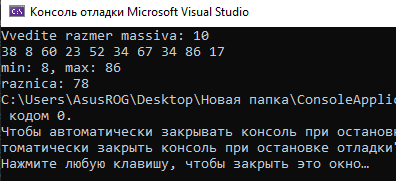 Консоль отладки Microsoft Visual Studio
Vvedite razmer massiva: 10
38 8 60 23 52 34 67 34 86 17
min: 8, max: 86
raznica: 78
C:\Users\AsusROG\Desktop\Новая папка\ConsoleApplic
кодом 0.
Чтобы автоматически закрывать консоль при остановк
томатически закрыть консоль при остановке отладки"
Нажмите любую клавишу, чтобы закрыть это окно…